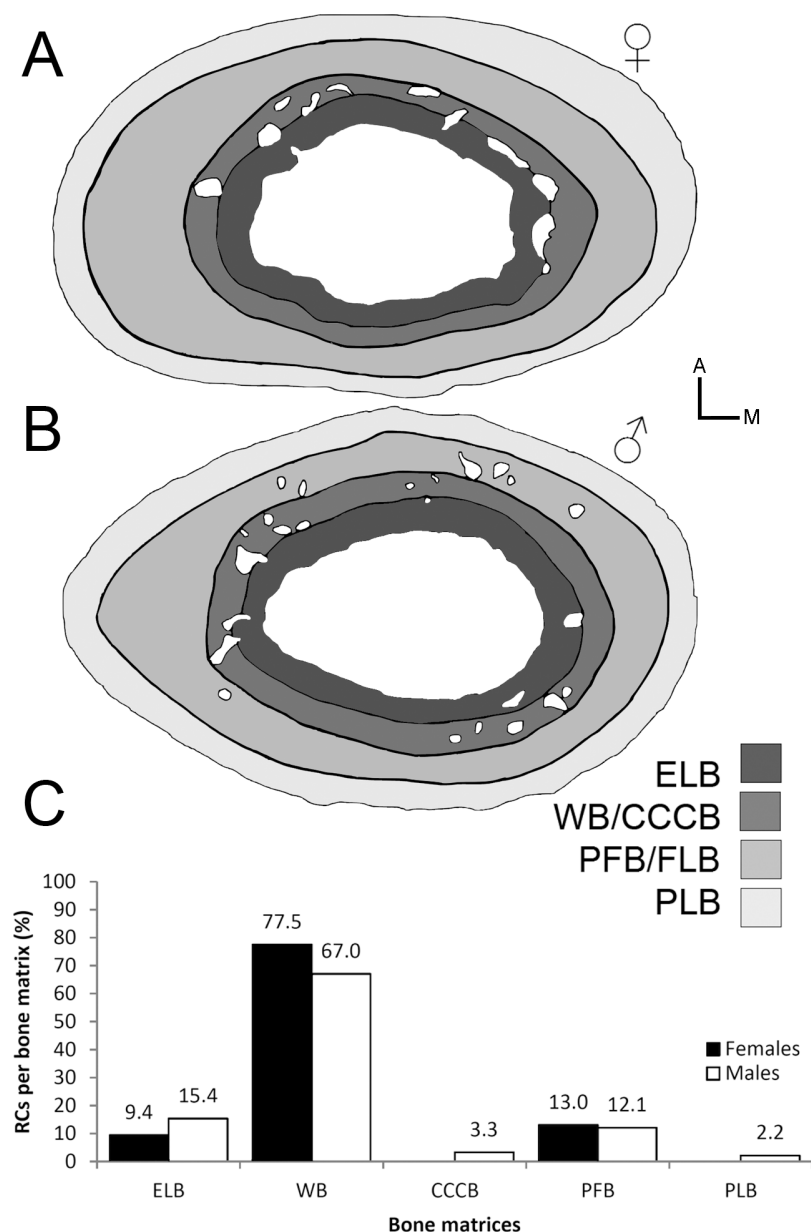 A
♀
A
M
B
♂
ELB
WB/CCCB
PFB/FLB
PLB
C
RCs per bone matrix (%)
100
90
80
70
60
50
40
30
20
10
0
9.4
15.4
77.5
67.0
3.3
13.0
12.1
2.2
Females
Males
ELB WB CCCB PFB PLB
Bone matrices